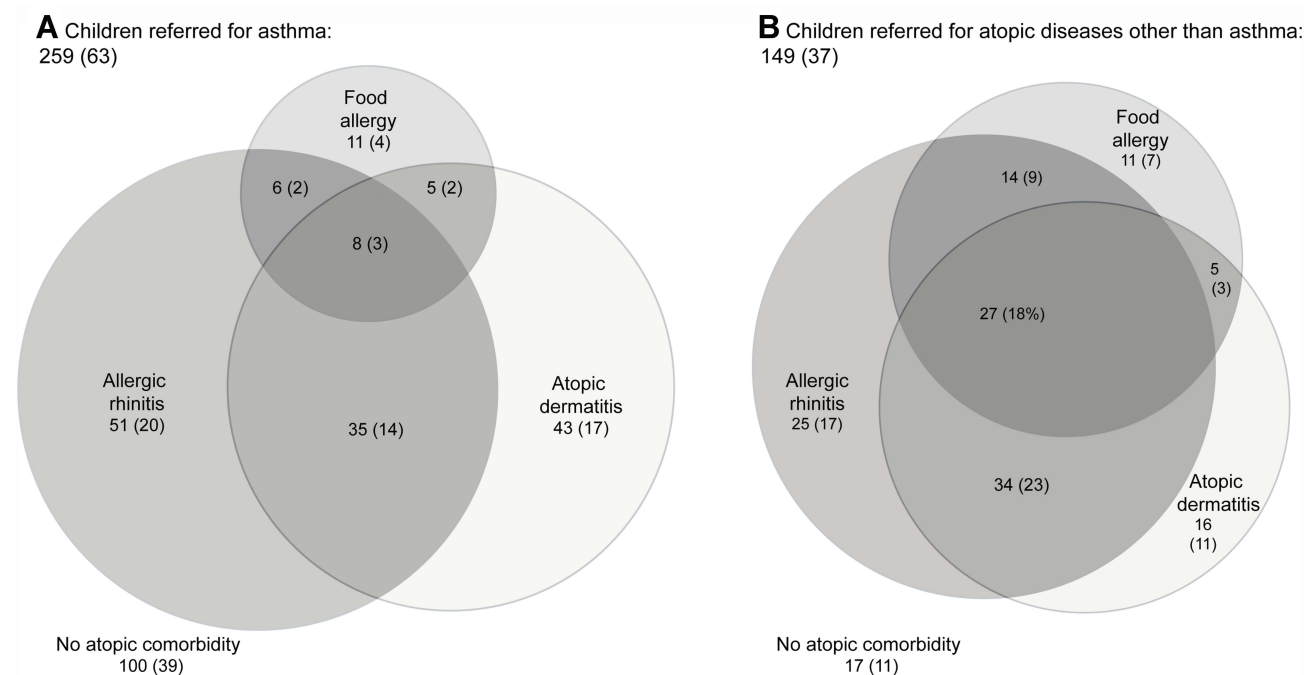 A Children referred for asthma:
259 (63)
Food
allergy
11 (4)
6 (2)
5 (2)
8 (3)
Allergic
rhinitis
51 (20)
35 (14)
Atopic
dermatitis
43 (17)
No atopic comorbidity
100 (39)
B Children referred for atopic diseases other than asthma:
149 (37)
Food
allergy
11 (7)
14 (9)
5
(3)
27 (18%)
Allergic
rhinitis
25 (17)
34 (23)
Atopic
dermatitis
16
(11)
No atopic comorbidity
17 (11)